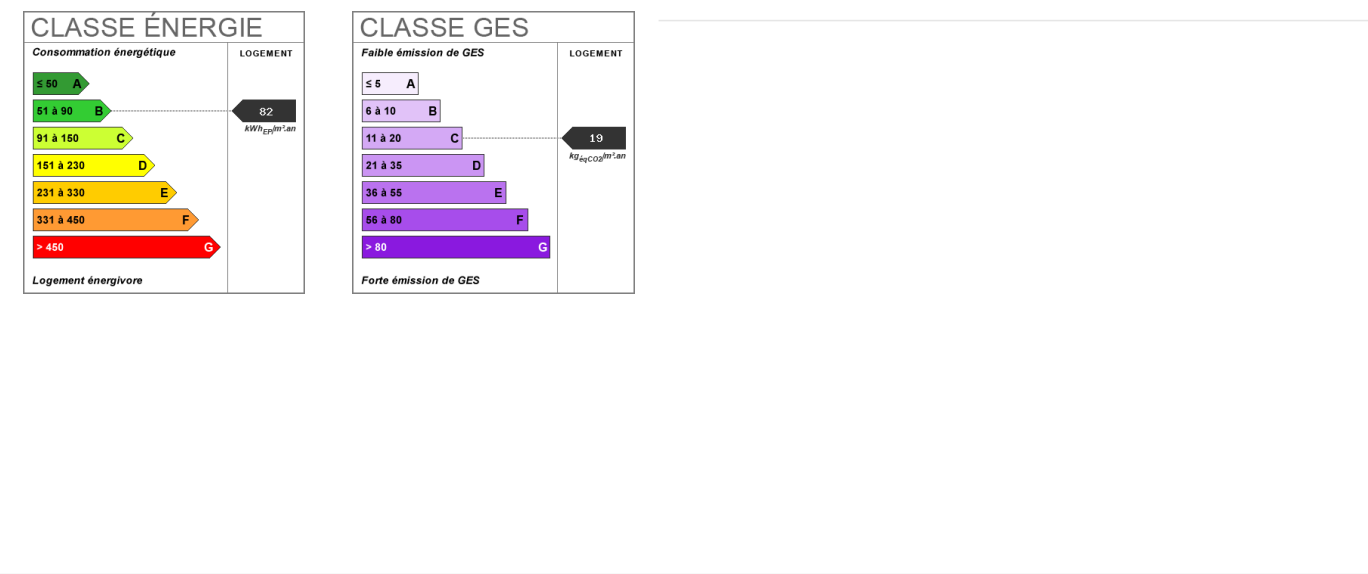 CLASSE ÉNERGIE
Consommation énergétique
LOGEMENT
≤ 50 A
51 à 90 B
82
kWhEP/m².an
91 à 150 C
151 à 230 D
231 à 330 E
331 à 450 F
> 450 G
Logement énergivore
CLASSE GES
Faible émission de GES
LOGEMENT
≤ 5 A
6 à 10 B
11 à 20 C
19
kgéqCO2/m².an
21 à 35 D
36 à 55 E
56 à 80 F
> 80 G
Forte émission de GES